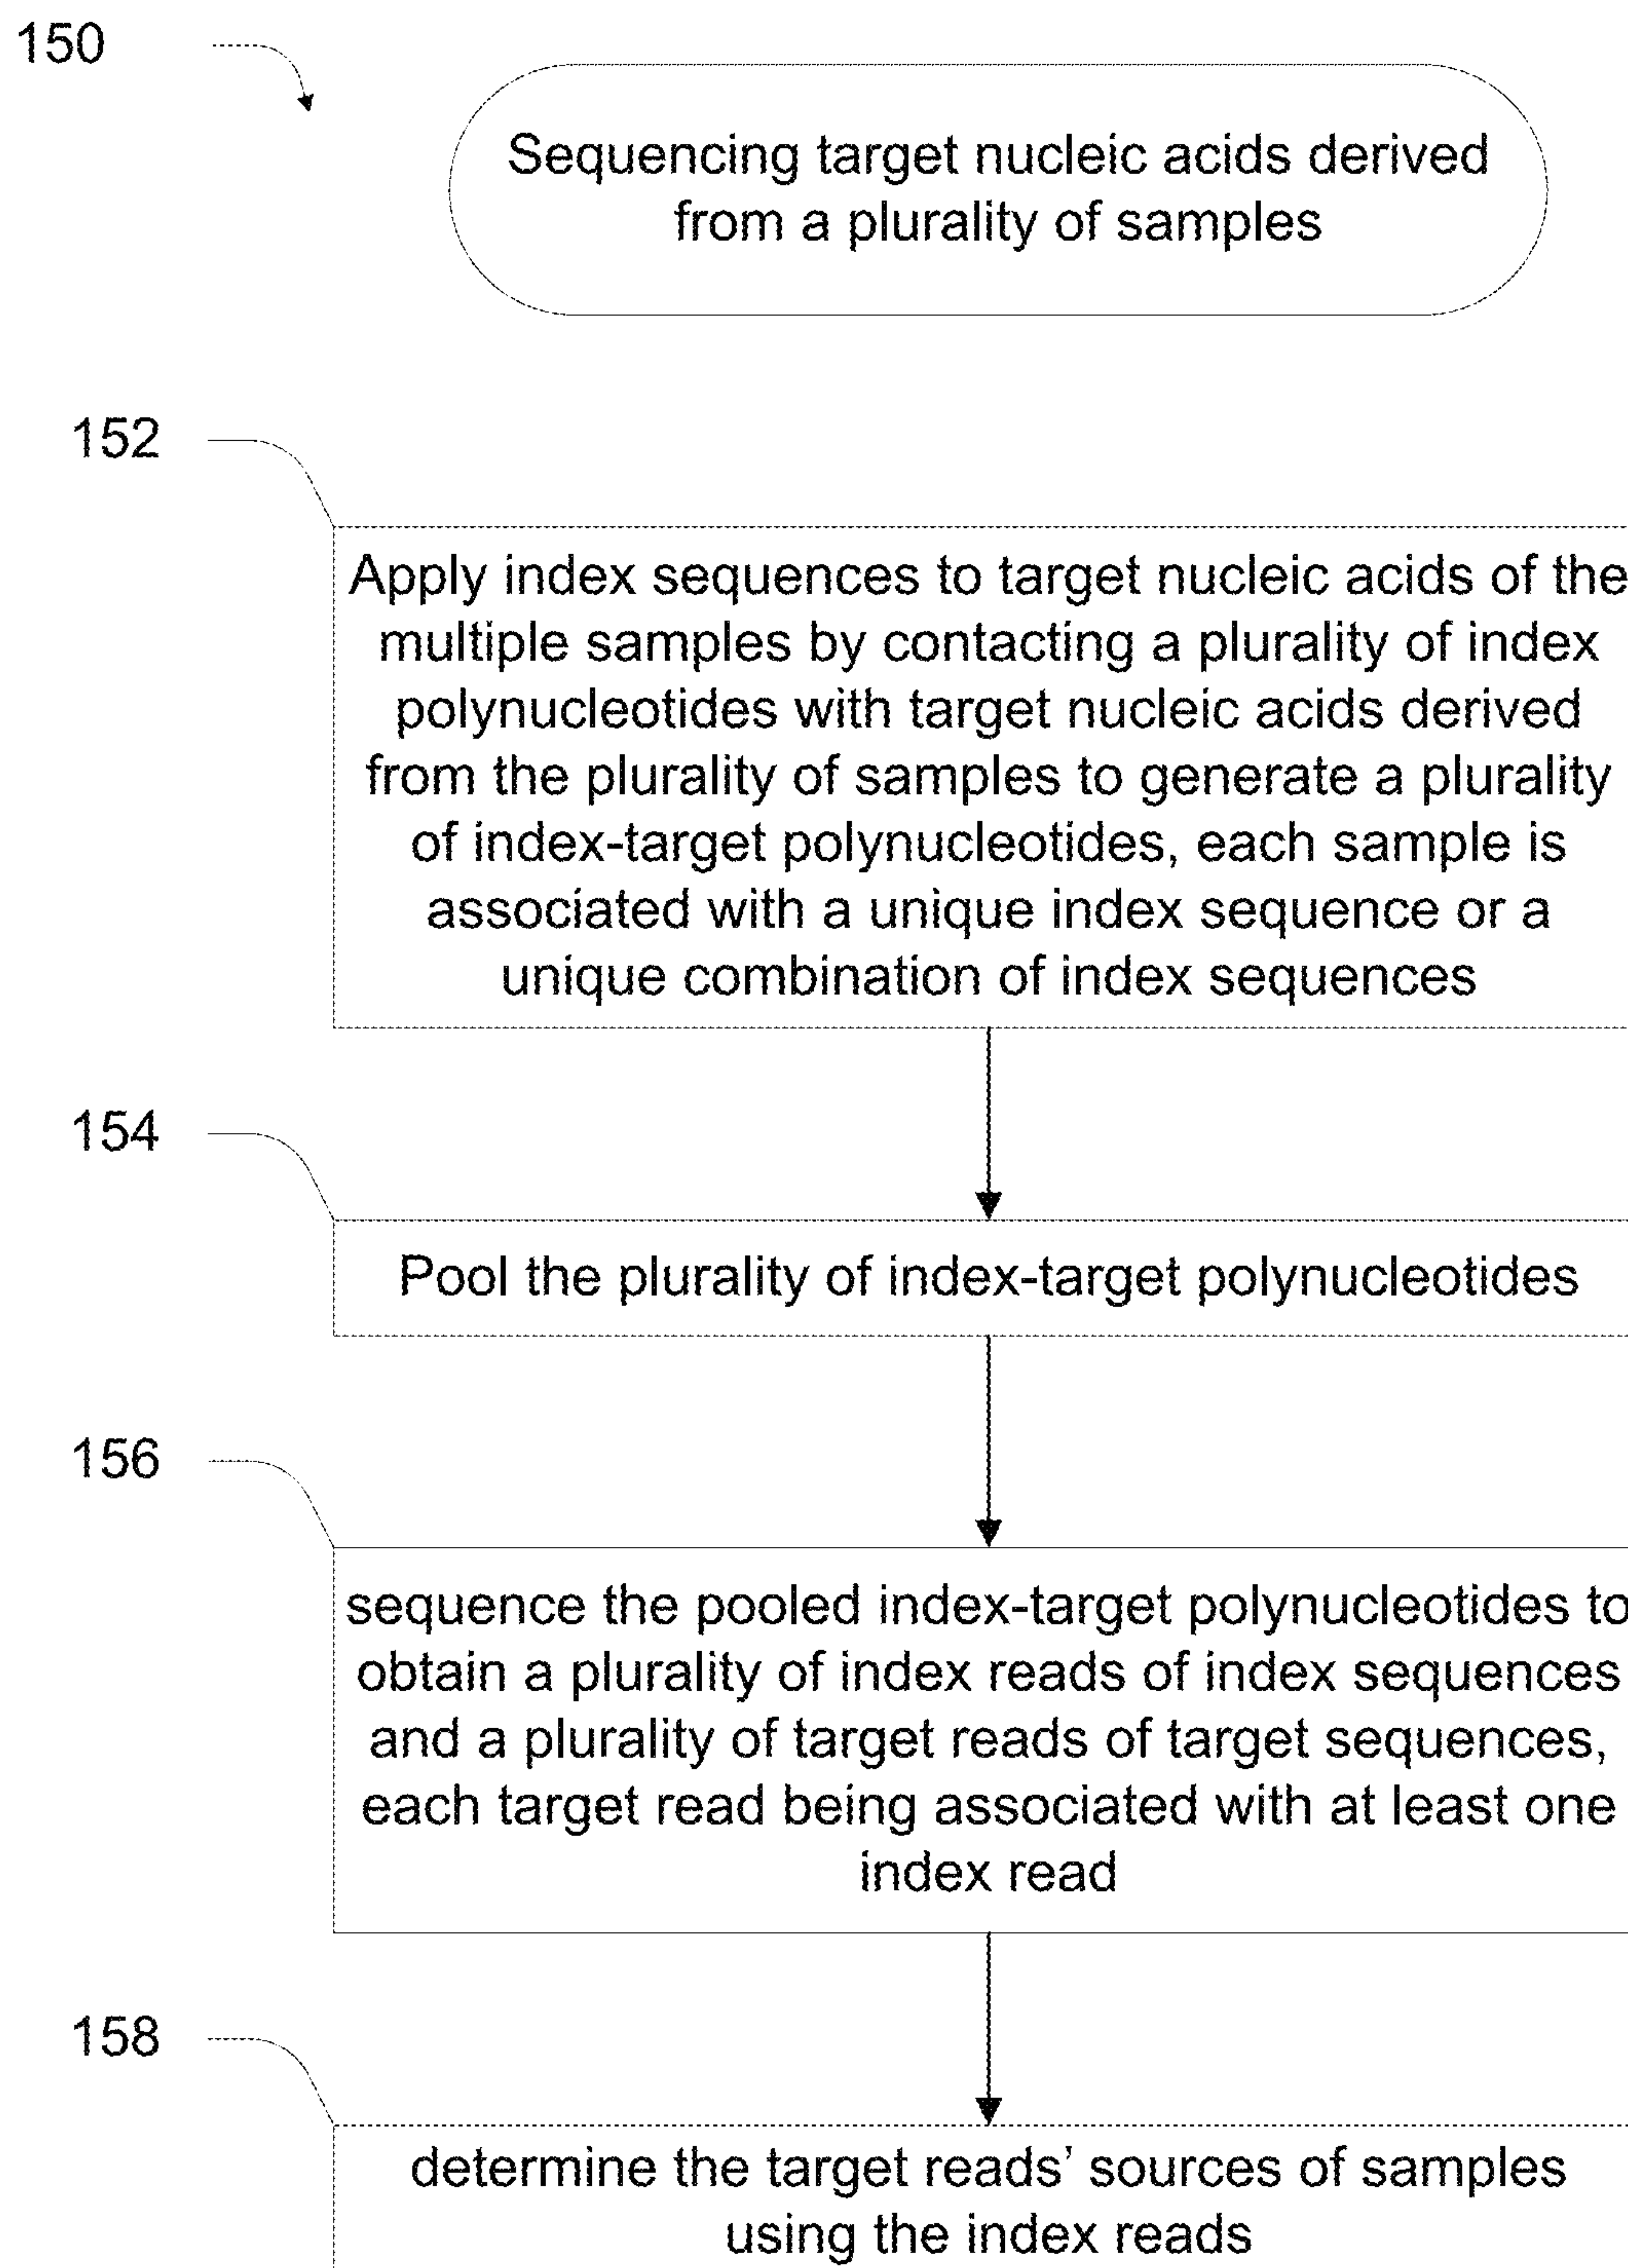 150
Sequencing target nucleic acids derived
from a plurality of samples
152
Apply index sequences to target nucleic acids of the
multiple samples by contacting a plurality of index
polynucleotides with target nucleic acids derived
from the plurality of samples to generate a plurality
of index-target polynucleotides, each sample is
associated with a unique index sequence or a
unique combination of index sequences
154
Pool the plurality of index-target polynucleotides
156
sequence the pooled index-target polynucleotides to
obtain a plurality of index reads of index sequences
and a plurality of target reads of target sequences,
each target read being associated with at least one
index read
158
determine the target reads’ sources of samples
using the index reads